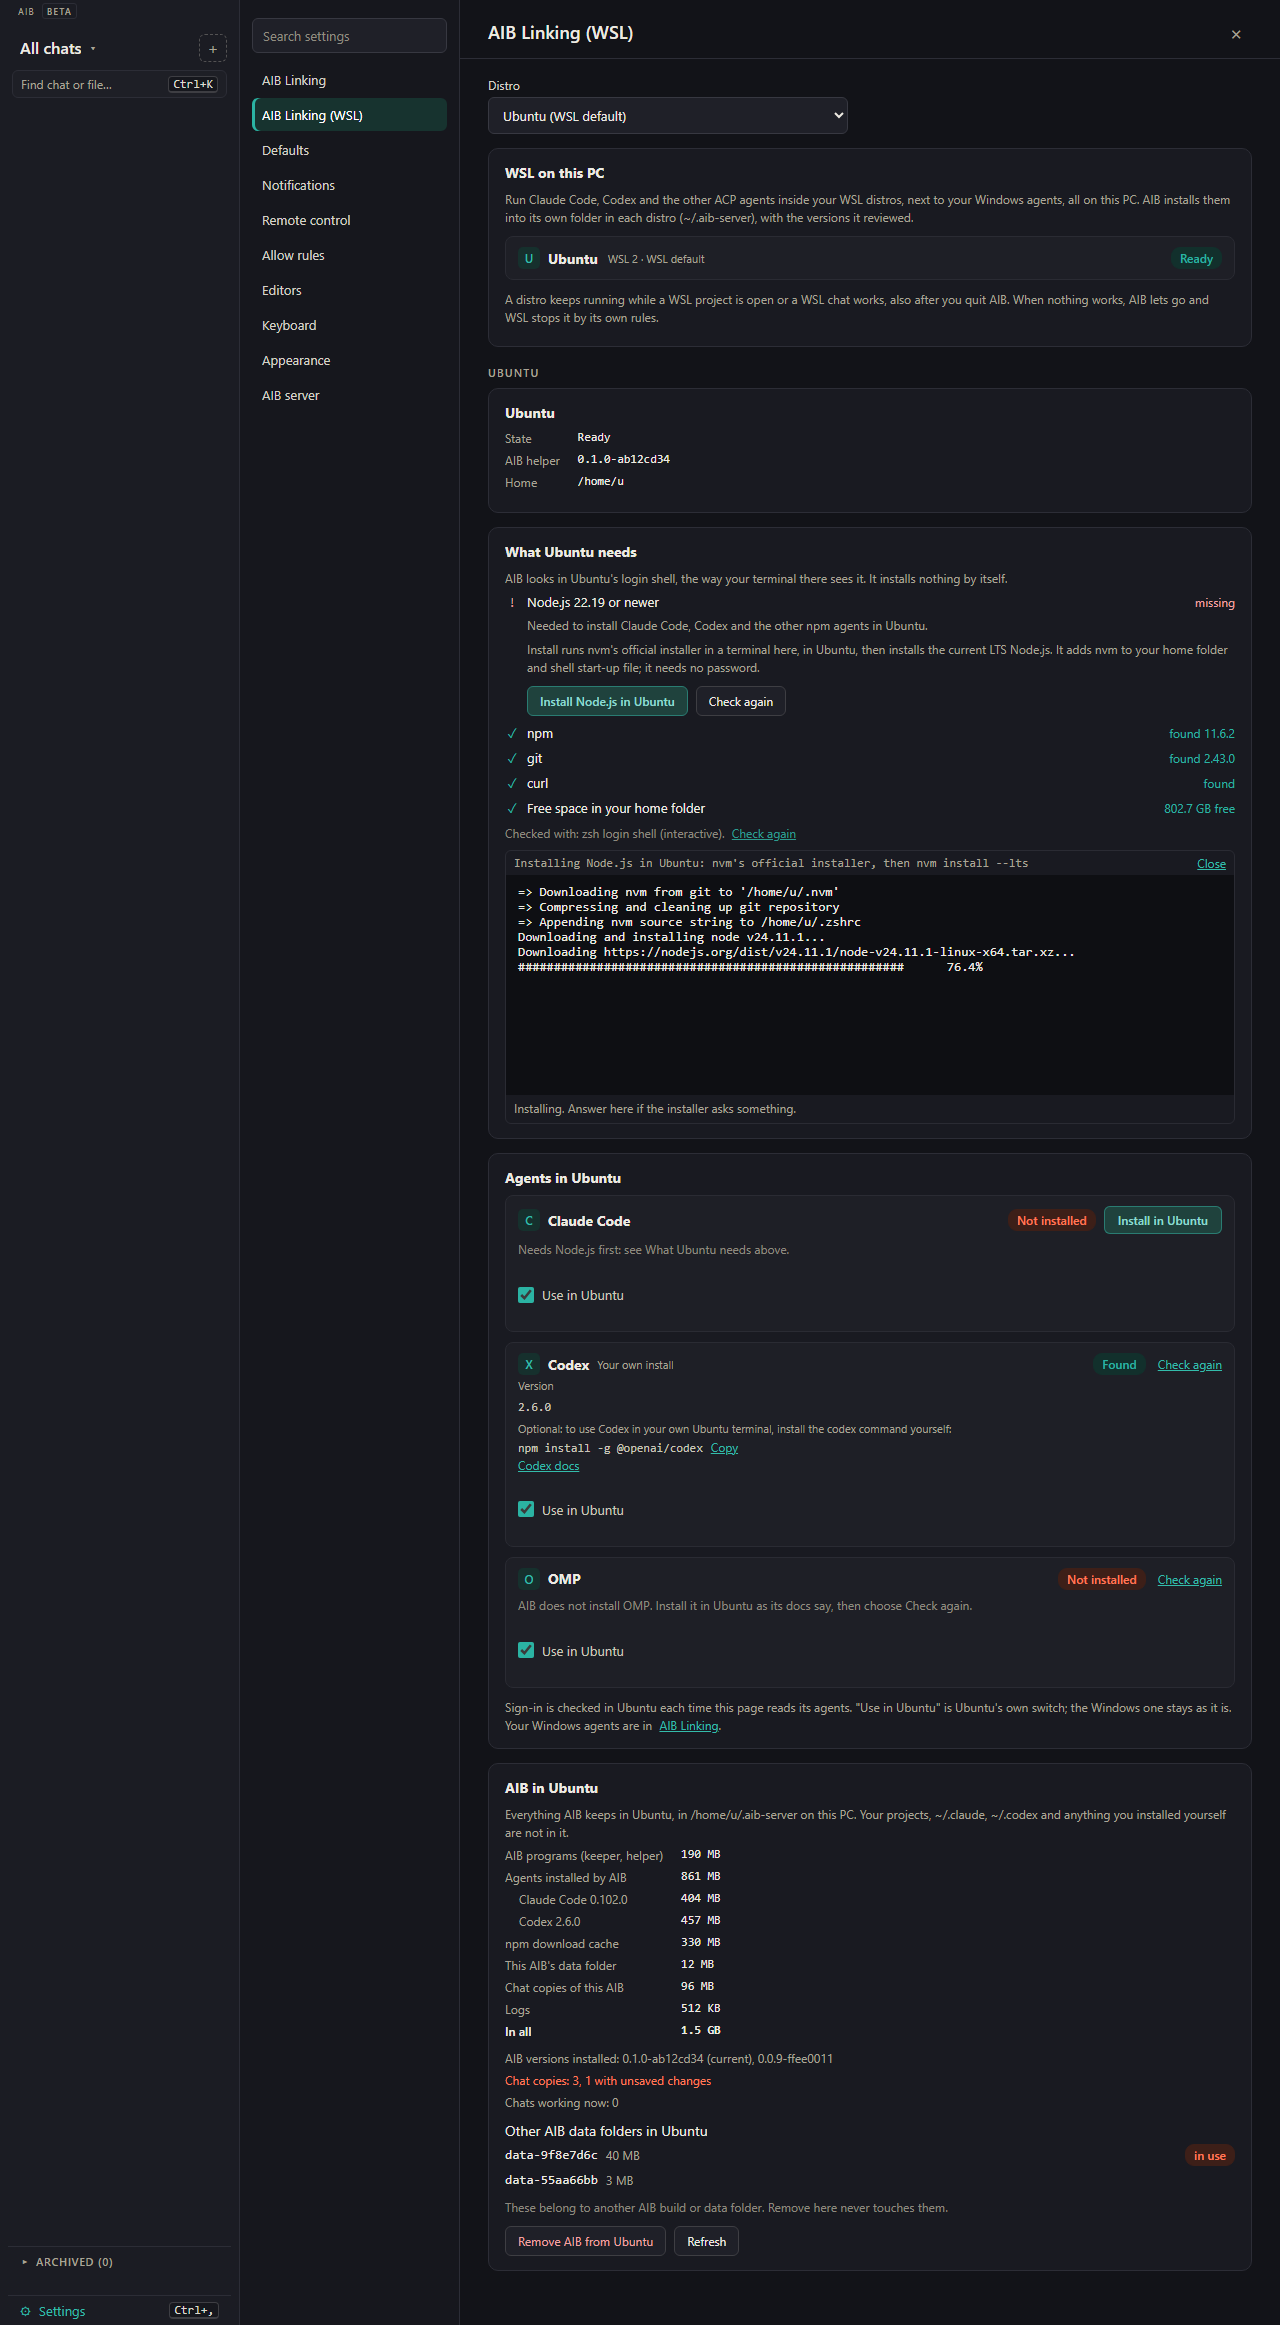 AIB BETA
All chats
+
Find chat or file... Ctrl+K
Search settings
AIB Linking
AIB Linking (WSL)
Defaults
Notifications
Remote control
Allow rules
Editors
Keyboard
Appearance
AIB server
AIB Linking (WSL)
×
Distro
Ubuntu (WSL default)
WSL on this PC
Run Claude Code, Codex and the other ACP agents inside your WSL distros, next to your Windows agents, all on this PC. AIB installs them
into its own folder in each distro (~/.aib-server), with the versions it reviewed.
U Ubuntu WSL 2 · WSL default Ready
A distro keeps running while a WSL project is open or a WSL chat works, also after you quit AIB. When nothing works, AIB lets go and
WSL stops it by its own rules.
UBUNTU
Ubuntu
State Ready
AIB helper 0.1.0-ab12cd34
Home /home/u
What Ubuntu needs
AIB looks in Ubuntu's login shell, the way your terminal there sees it. It installs nothing by itself.
! Node.js 22.19 or newer missing
Needed to install Claude Code, Codex and the other npm agents in Ubuntu.
Install runs nvm's official installer in a terminal here, in Ubuntu, then installs the current LTS Node.js. It adds nvm to your home folder
and shell start-up file; it needs no password.
Install Node.js in Ubuntu Check again
✓ npm found 11.6.2
✓ git found 2.43.0
✓ curl found
✓ Free space in your home folder 802.7 GB free
Checked with: zsh login shell (interactive). Check again
Installing Node.js in Ubuntu: nvm's official installer, then nvm install --lts Close
=> Downloading nvm from git to '/home/u/.nvm'
=> Compressing and cleaning up git repository
=> Appending nvm source string to /home/u/.zshrc
Downloading and installing node v24.11.1...
Downloading https://nodejs.org/dist/v24.11.1/node-v24.11.1-linux-x64.tar.xz...
###################################################### 76.4%
Installing. Answer here if the installer asks something.
Agents in Ubuntu
C Claude Code Not installed Install in Ubuntu
Needs Node.js first: see What Ubuntu needs above.
Use in Ubuntu
X Codex Your own install Found Check again
Version
2.6.0
Optional: to use Codex in your own Ubuntu terminal, install the codex command yourself:
npm install -g @openai/codex Copy
Codex docs
Use in Ubuntu
O OMP Not installed Check again
AIB does not install OMP. Install it in Ubuntu as its docs say, then choose Check again.
Use in Ubuntu
Sign-in is checked in Ubuntu each time this page reads its agents. "Use in Ubuntu" is Ubuntu's own switch; the Windows one stays as it is.
Your Windows agents are in AIB Linking.
AIB in Ubuntu
Everything AIB keeps in Ubuntu, in /home/u/.aib-server on this PC. Your projects, ~/.claude, ~/.codex and anything you installed yourself
are not in it.
AIB programs (keeper, helper) 190 MB
Agents installed by AIB 861 MB
Claude Code 0.102.0 404 MB
Codex 2.6.0 457 MB
npm download cache 330 MB
This AIB's data folder 12 MB
Chat copies of this AIB 96 MB
Logs 512 KB
In all 1.5 GB
AIB versions installed: 0.1.0-ab12cd34 (current), 0.0.9-ffee0011
Chat copies: 3, 1 with unsaved changes
Chats working now: 0
Other AIB data folders in Ubuntu
data-9f8e7d6c 40 MB in use
data-55aa66bb 3 MB
These belong to another AIB build or data folder. Remove here never touches them.
Remove AIB from Ubuntu Refresh
ARCHIVED (0)
Settings Ctrl+,